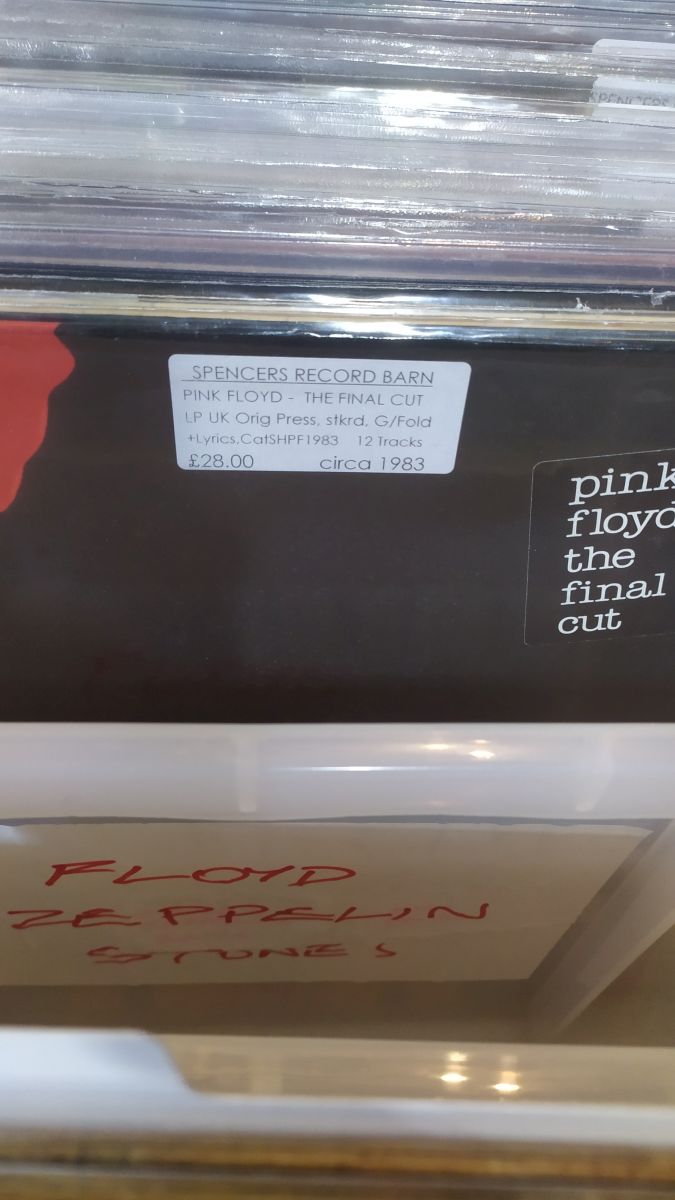 SPENCERS
SPENCERS RECORD BARN
PINK FLOYD - THE FINAL CUT
LP UK Orig Press, stkrd, G/Fold
+Lyrics,CatSHPF1983 12 Tracks
£28.00 circa 1983
pink
floyd
the
final
cut
FLOYD
ZEPPELIN
STONES